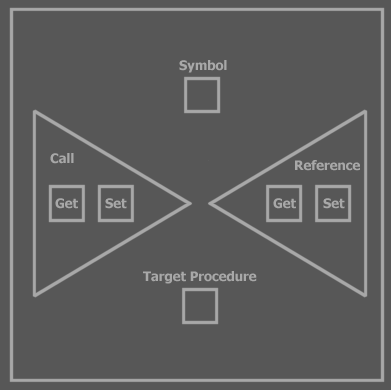 Symbol
Call
Reference
Get Set
Get Set
Target Procedure